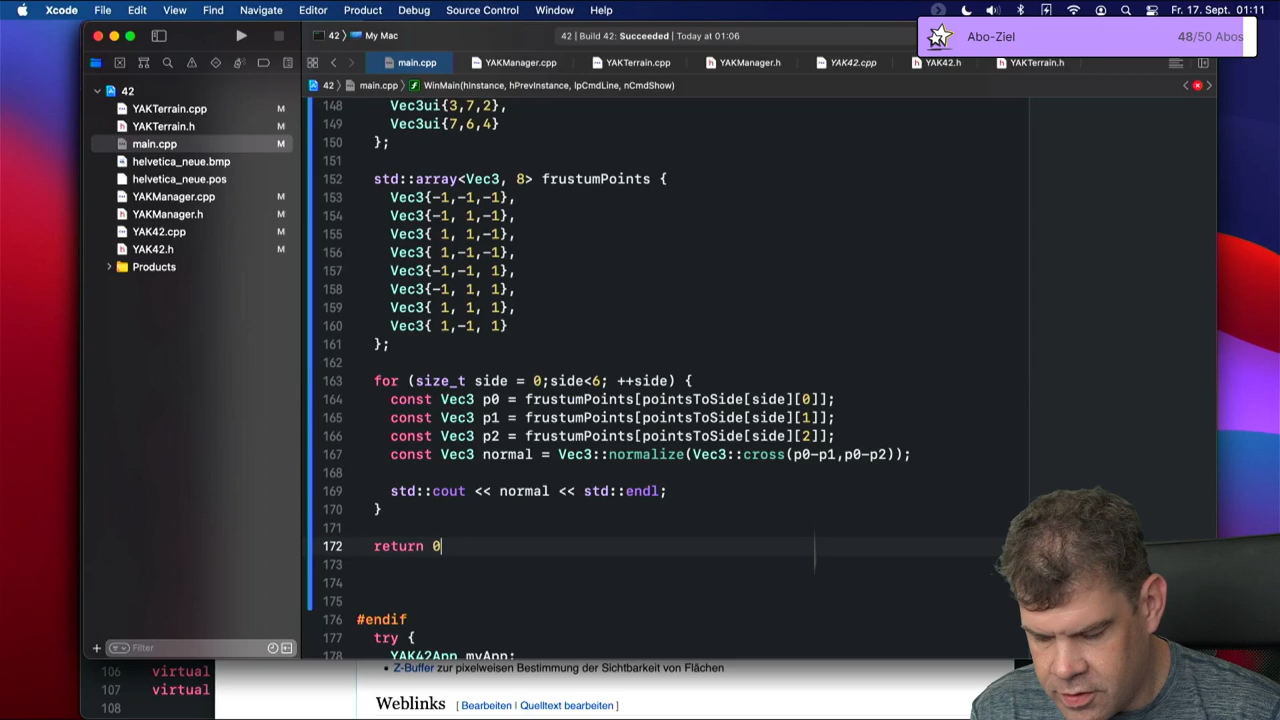 Xcode File Edit View Find Navigate Editor Product Debug Source Control Window Help
Fr. 17. Sept. 01:11
Abo-Ziel 48/50 Abos
42 My Mac
42 | Build 42: Succeeded | Today at 01:06
main.cpp YAKManager.cpp YAKTerrain.cpp YAKManager.h YAK42.cpp YAK42.h YAKTerrain.h
42 main.cpp WinMain(hInstance, hPrevInstance, lpCmdLine, nCmdShow)
42
YAKTerrain.cpp M
YAKTerrain.h M
main.cpp M
helvetica_neue.bmp
helvetica_neue.pos
YAKManager.cpp M
YAKManager.h M
YAK42.cpp M
YAK42.h M
Products
Filter
148 Vec3ui{3,7,2},
149 Vec3ui{7,6,4}
150 };
151
152 std::array<Vec3, 8> frustumPoints {
153 Vec3{-1,-1,-1},
154 Vec3{-1, 1,-1},
155 Vec3{ 1, 1,-1},
156 Vec3{ 1,-1,-1},
157 Vec3{-1,-1, 1},
158 Vec3{-1, 1, 1},
159 Vec3{ 1, 1, 1},
160 Vec3{ 1,-1, 1}
161 };
162
163 for (size_t side = 0;side<6; ++side) {
164 const Vec3 p0 = frustumPoints[pointsToSide[side][0]];
165 const Vec3 p1 = frustumPoints[pointsToSide[side][1]];
166 const Vec3 p2 = frustumPoints[pointsToSide[side][2]];
167 const Vec3 normal = Vec3::normalize(Vec3::cross(p0-p1,p0-p2));
168
169 std::cout << normal << std::endl;
170 }
171
172 return 0
173
174
175
176 #endif
177 try {
178 YAK42App myApp;
106 virtual
107 virtual
108
• Z-Buffer zur pixelweisen Bestimmung der Sichtbarkeit von Flächen
Weblinks [ Bearbeiten | Quelltext bearbeiten ]